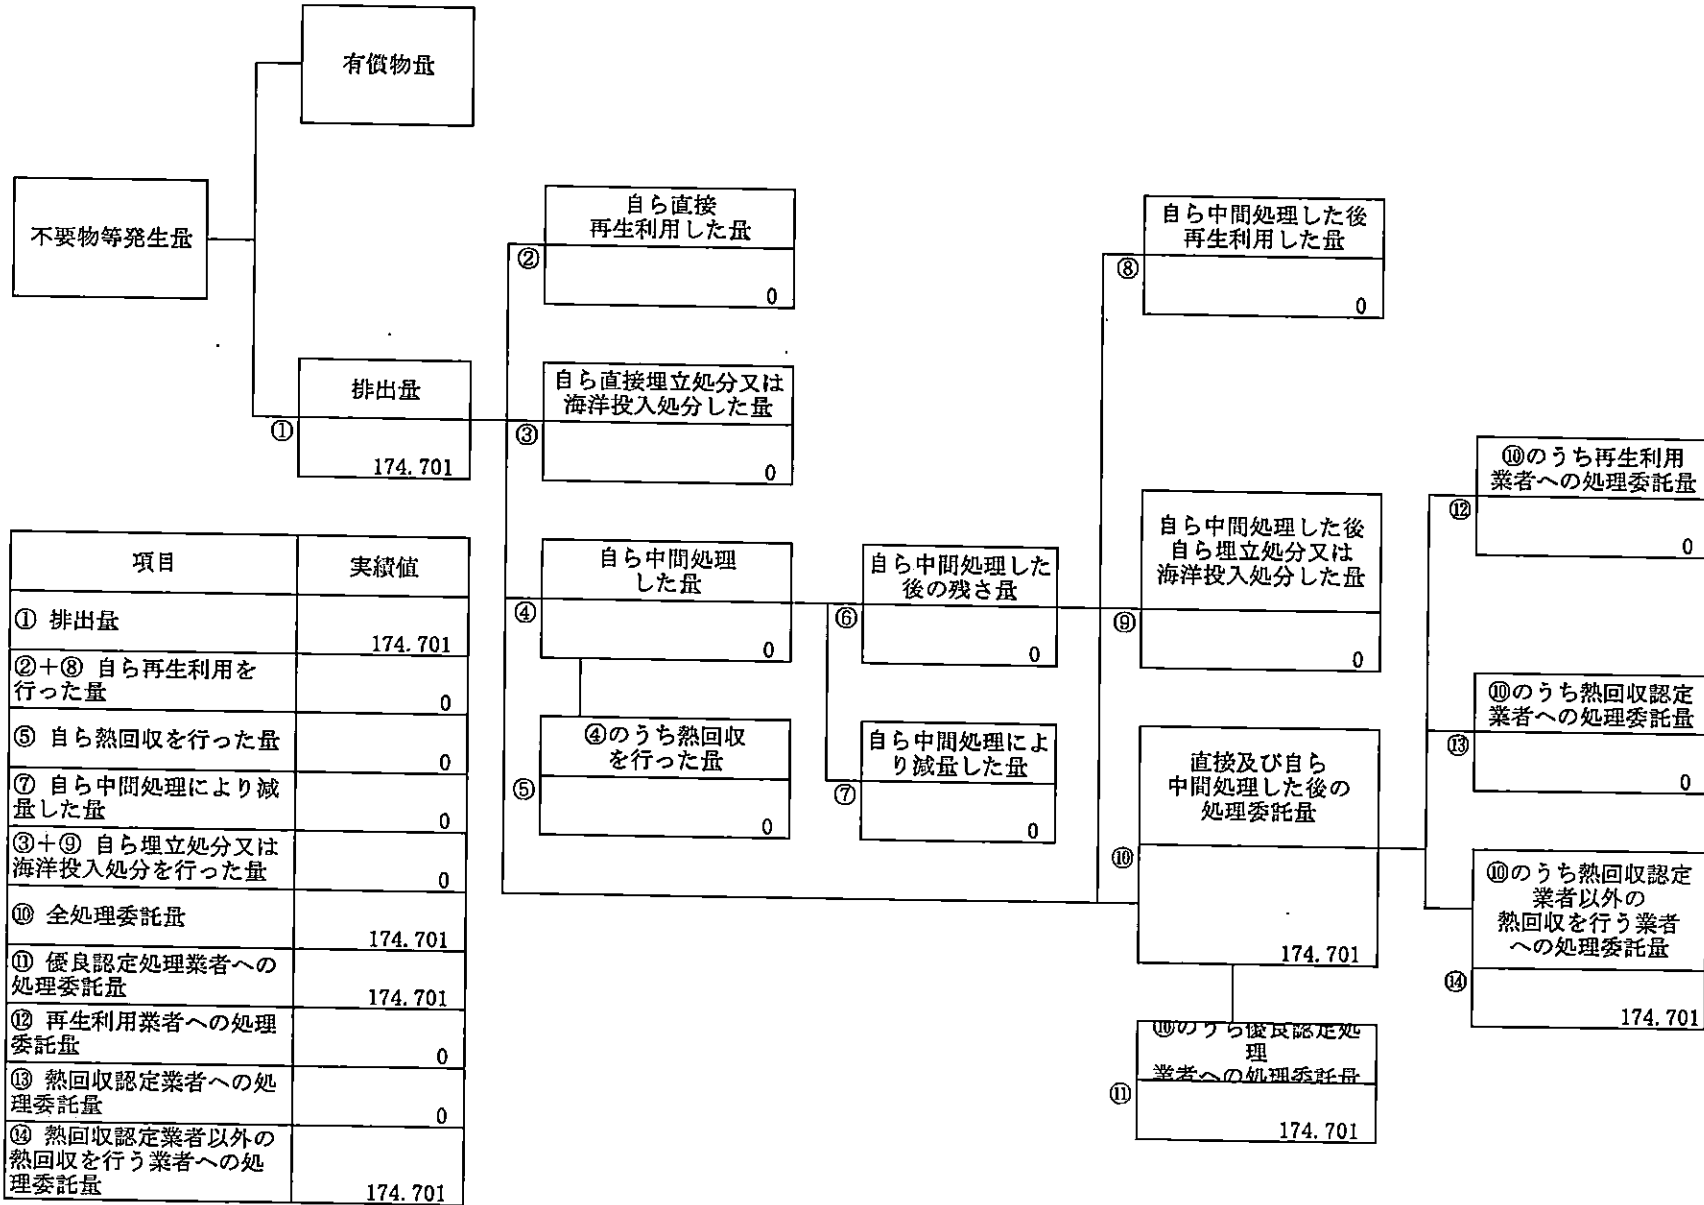 有償物量
不要物等発生量
排出量
①
174.701
自ら直接
再生利用した量
②
0
自ら直接埋立処分又は
海洋投入処分した量
③
0
自ら中間処理
した量
④
0
④のうち熱回収
を行った量
⑤
0
自ら中間処理した
後の残さ量
⑥
0
自ら中間処理によ
り減量した量
⑦
0
自ら中間処理した後
再生利用した量
⑧
0
自ら中間処理した後
自ら埋立処分又は
海洋投入処分した量
⑨
0
直接及び自ら
中間処理した後の
処理委託量
⑩
174.701
⑩のうち優良認定処
理
業者への処理委託量
⑪
174.701
⑩のうち再生利用
業者への処理委託量
⑫
0
⑩のうち熱回収認定
業者への処理委託量
⑬
0
⑩のうち熱回収認定
業者以外の
熱回収を行う業者
への処理委託量
⑭
174.701
項目 実績値
① 排出量
174.701
②+⑧ 自ら再生利用を
行った量
0
⑤ 自ら熱回収を行った量
0
⑦ 自ら中間処理により減
量した量
0
③+⑨ 自ら埋立処分又は
海洋投入処分を行った量
0
⑩ 全処理委託量
174.701
⑪ 優良認定処理業者への
処理委託量
174.701
⑫ 再生利用業者への処理
委託量
0
⑬ 熱回収認定業者への処
理委託量
0
⑭ 熱回収認定業者以外の
熱回収を行う業者への処
理委託量
174.701